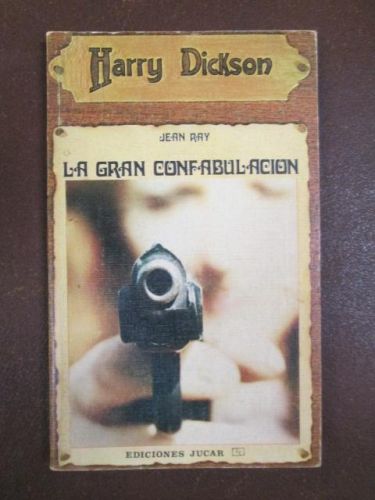 Harry Dickson
JEAN RAY
LA GRAN CONFABULACION
EDICIONES JUCAR